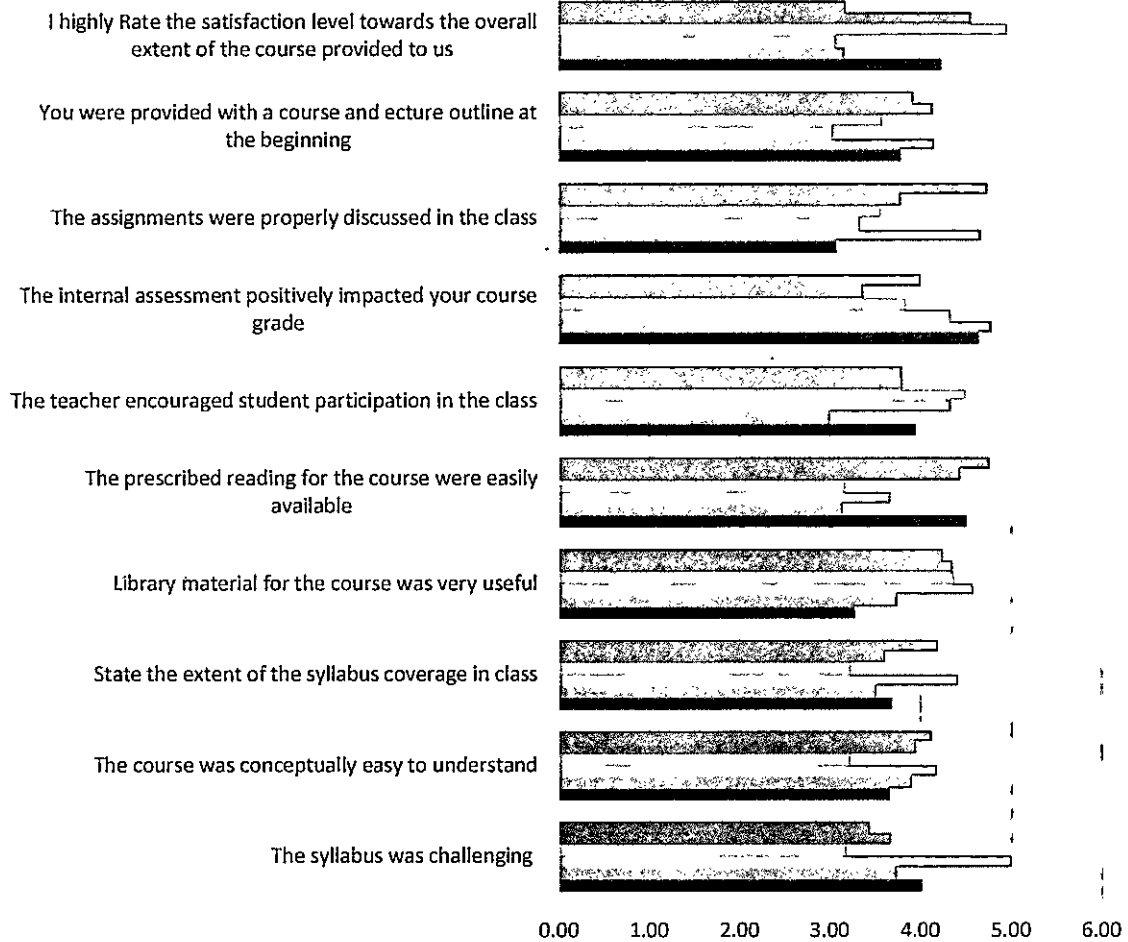 I highly Rate the satisfaction level towards the overall
extent of the course provided to us
You were provided with a course and ecture outline at
the beginning
The assignments were properly discussed in the class
The internal assessment positively impacted your course
grade
The teacher encouraged student participation in the class
The prescribed reading for the course were easily
available
Library material for the course was very useful
State the extent of the syllabus coverage in class
The course was conceptually easy to understand
The syllabus was challenging
0.00 1.00 2.00 3.00 4.00 5.00 6.00